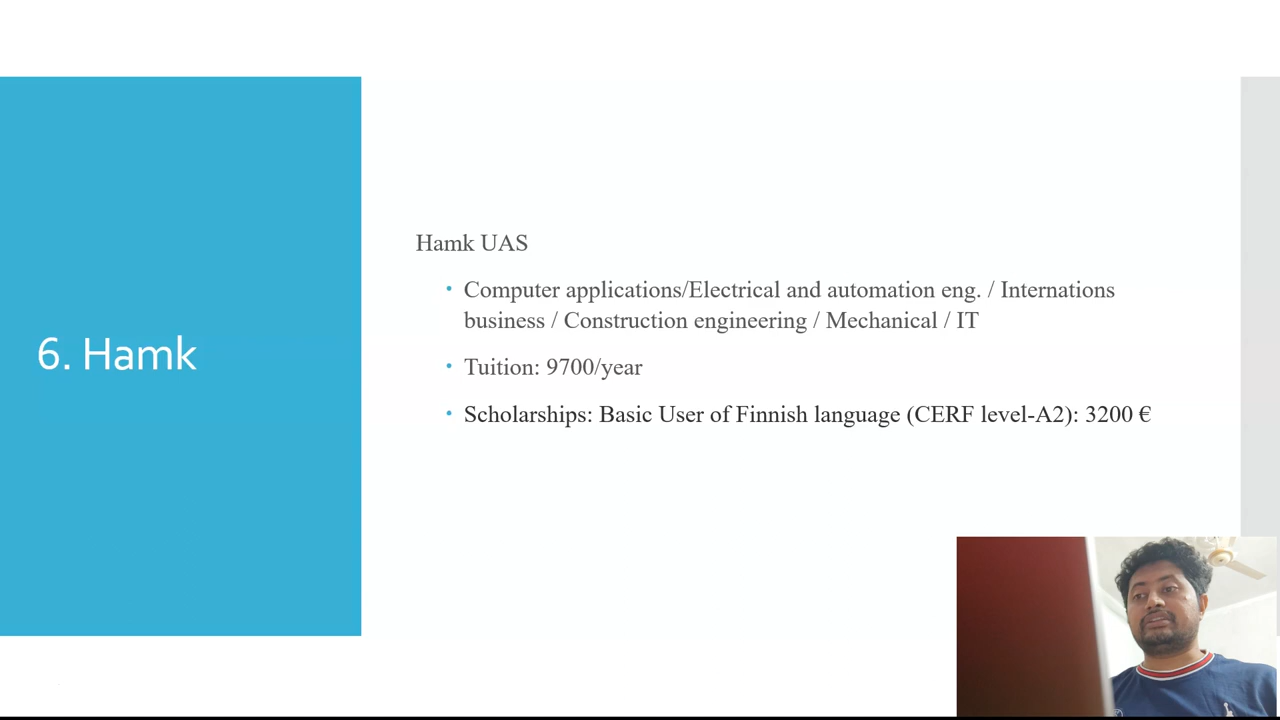 6. Hamk
Hamk UAS
• Computer applications/Electrical and automation eng. / Internations
business / Construction engineering / Mechanical / IT
• Tuition: 9700/year
• Scholarships: Basic User of Finnish language (CERF level-A2): 3200 €